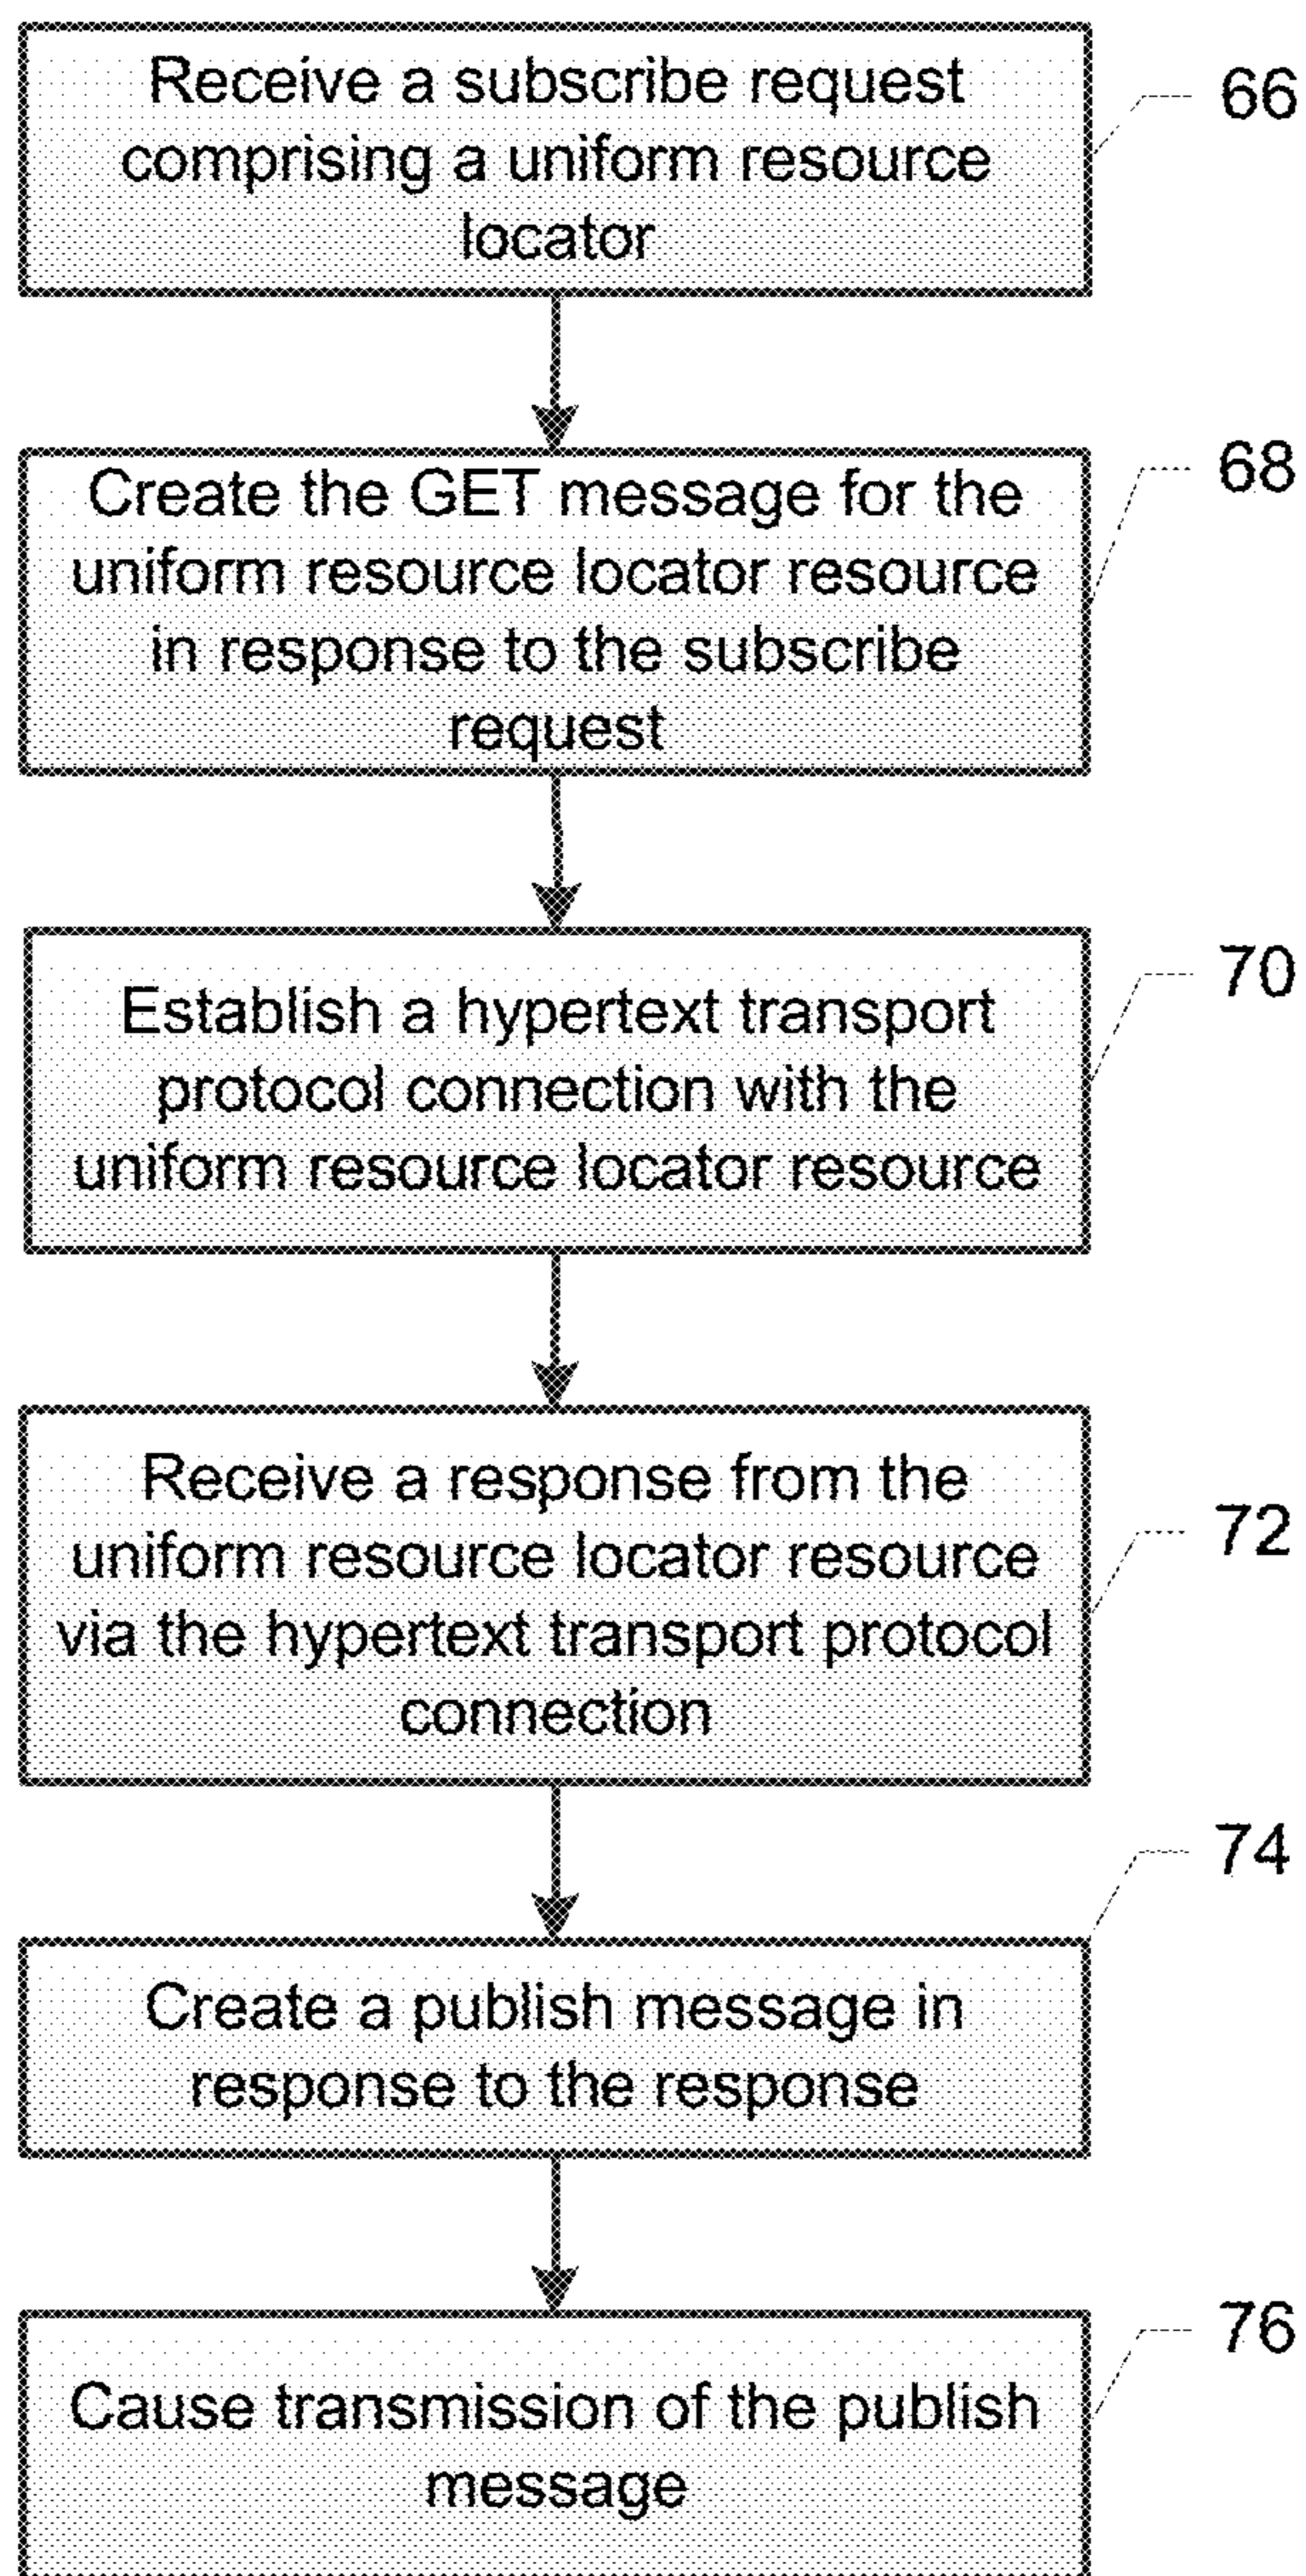 Receive a subscribe request
comprising a uniform resource
locator
66
Create the GET message for the
uniform resource locator resource
in response to the subscribe
request
68
Establish a hypertext transport
protocol connection with the
uniform resource locator resource
70
Receive a response from the
uniform resource locator resource
via the hypertext transport protocol
connection
72
Create a publish message in
response to the response
74
Cause transmission of the publish
message
76